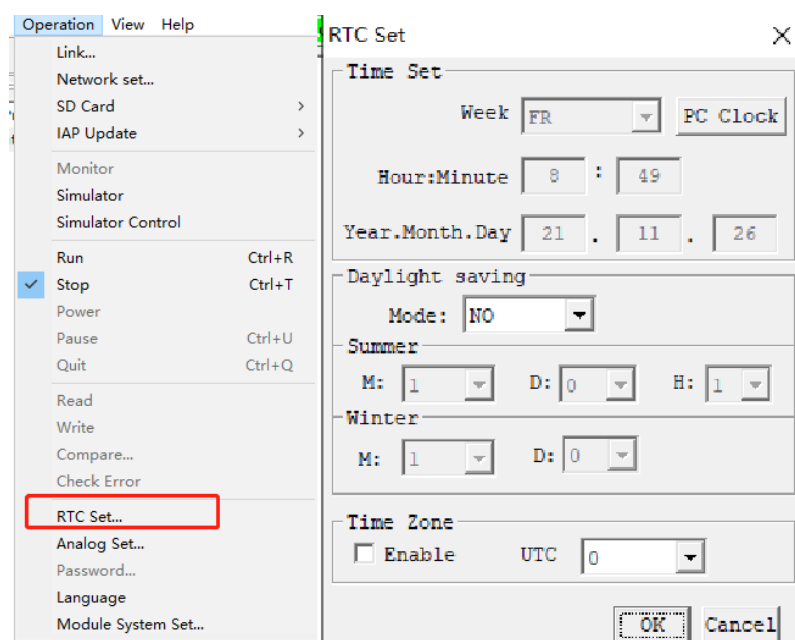 Operation View Help
Link...
Network set...
SD Card
IAP Update
Monitor
Simulator
Simulator Control
Run Ctrl+R
Stop Ctrl+T
Power
Pause Ctrl+U
Quit Ctrl+Q
Read
Write
Compare...
Check Error
RTC Set...
Analog Set...
Password...
Language
Module System Set...
RTC Set
Time Set
Week FR PC Clock
Hour:Minute 8 : 49
Year.Month.Day 21 . 11 . 26
Daylight saving
Mode: NO
Summer
M: 1 D: 0 H: 1
Winter
M: 1 D: 0
Time Zone
Enable UTC 0
OK Cancel